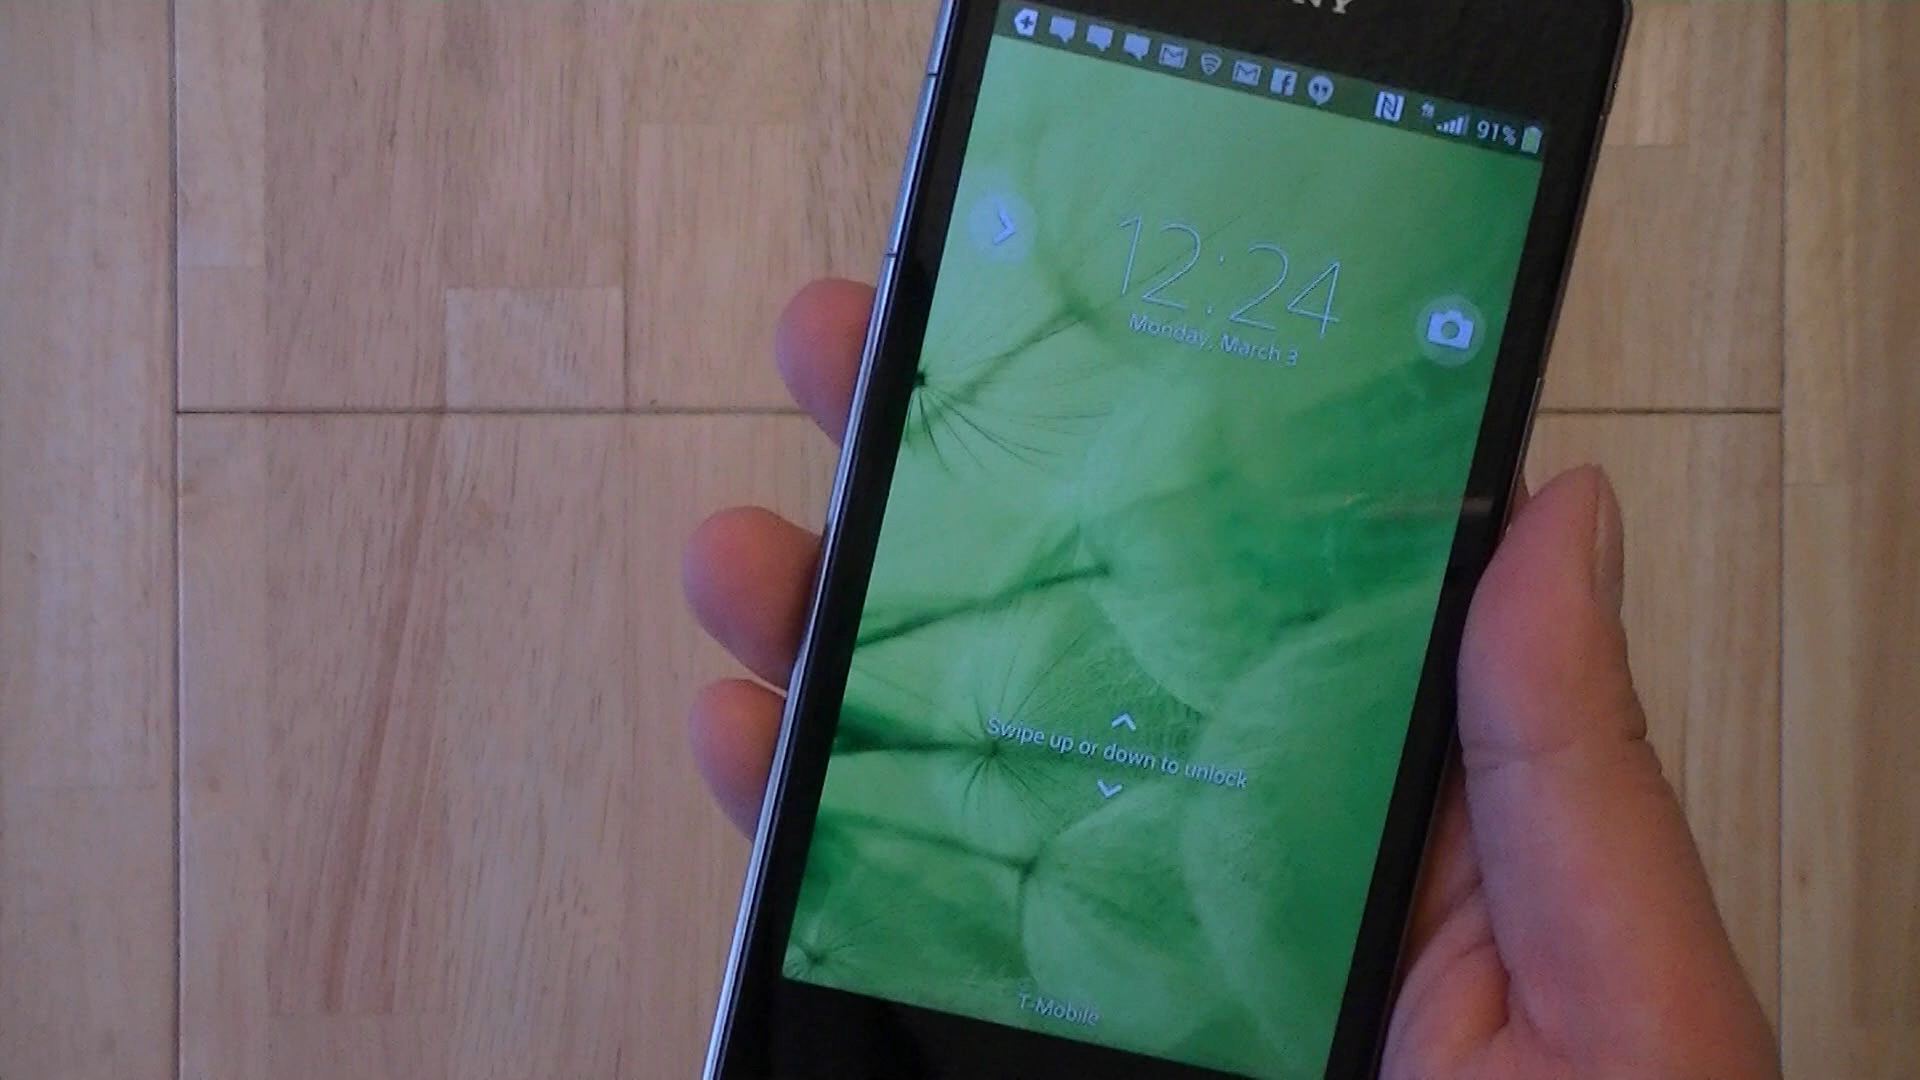 91%
12:24
Monday, March 3
Swipe up or down to unlock
T-Mobile